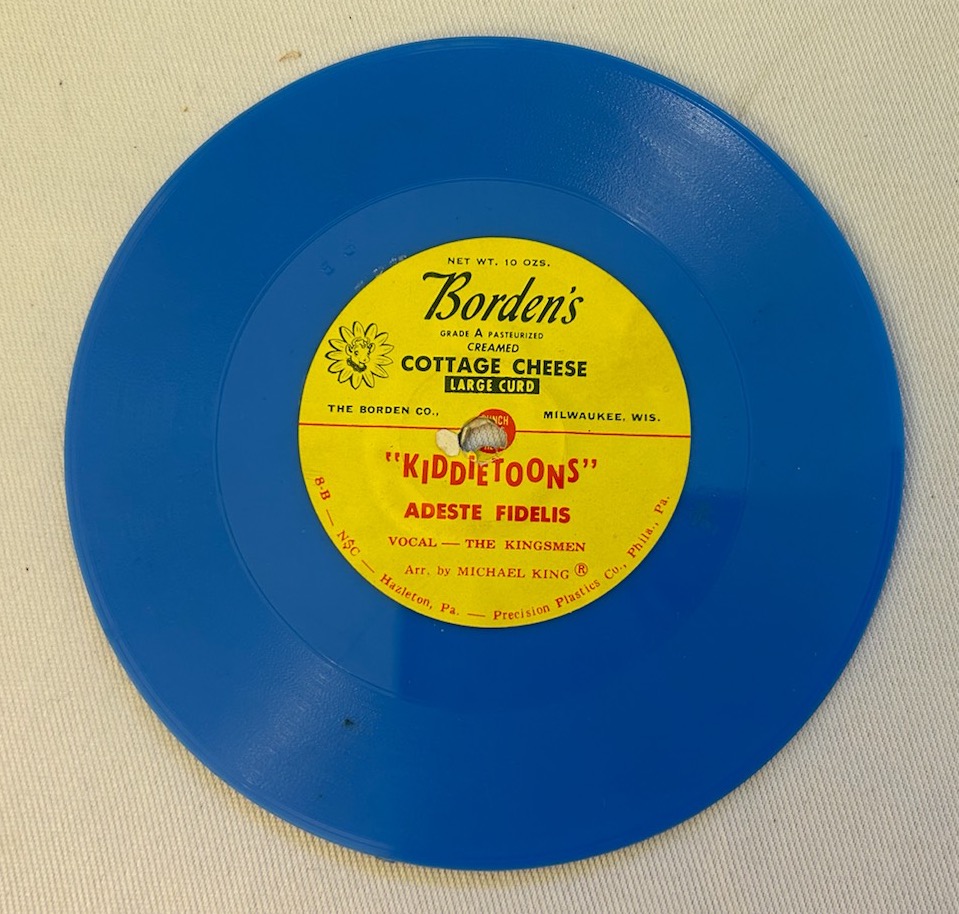 NET WT. 10 OZS.
Borden's
GRADE A PASTEURIZED
CREAMED
COTTAGE CHEESE
LARGE CURD
THE BORDEN CO., MILWAUKEE, WIS.
"KIDDIETOONS"
ADESTE FIDELIS
VOCAL — THE KINGSMEN
Arr. by MICHAEL KING ®
8-B — N$C — Hazleton, Pa. — Precision Plastics Co., Phila., Pa.